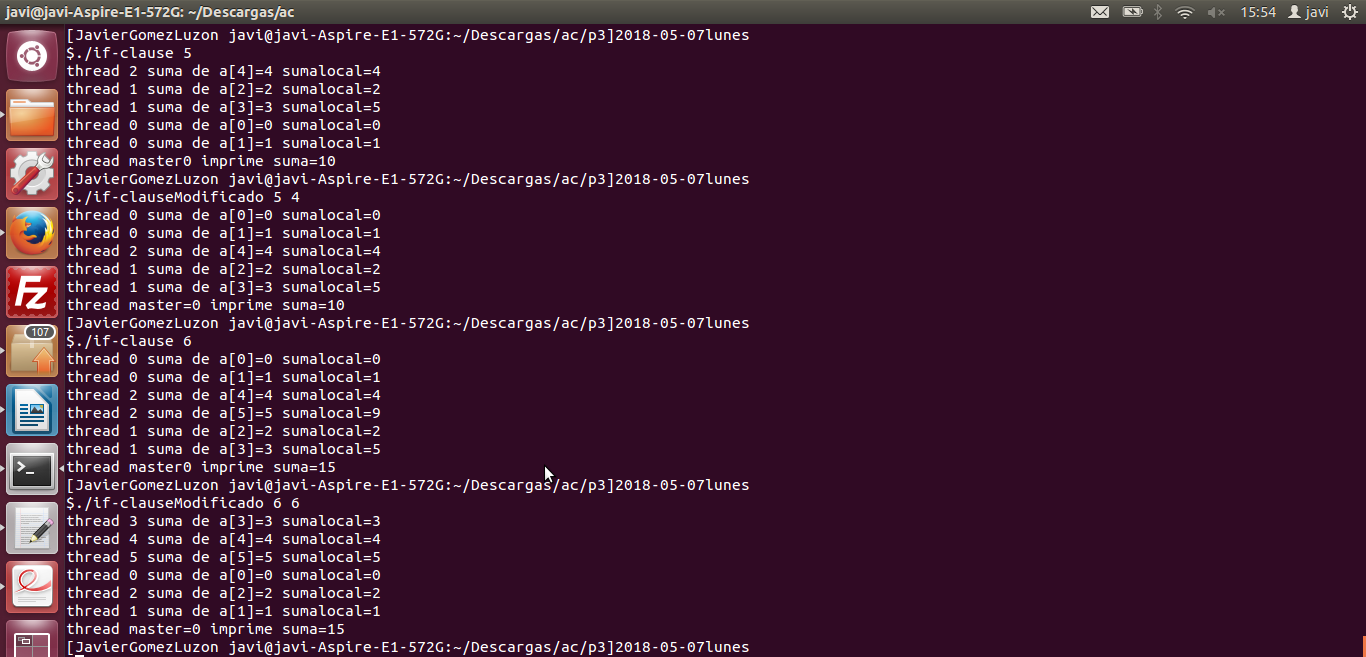 javi@javi-Aspire-E1-572G: ~/Descargas/ac
15:54 javi
[JavierGomezLuzon javi@javi-Aspire-E1-572G:~/Descargas/ac/p3]2018-05-07lunes
$./if-clause 5
thread 2 suma de a[4]=4 sumalocal=4
thread 1 suma de a[2]=2 sumalocal=2
thread 1 suma de a[3]=3 sumalocal=5
thread 0 suma de a[0]=0 sumalocal=0
thread 0 suma de a[1]=1 sumalocal=1
thread master0 imprime suma=10
[JavierGomezLuzon javi@javi-Aspire-E1-572G:~/Descargas/ac/p3]2018-05-07lunes
$./if-clauseModificado 5 4
thread 0 suma de a[0]=0 sumalocal=0
thread 0 suma de a[1]=1 sumalocal=1
thread 2 suma de a[4]=4 sumalocal=4
thread 1 suma de a[2]=2 sumalocal=2
thread 1 suma de a[3]=3 sumalocal=5
thread master=0 imprime suma=10
[JavierGomezLuzon javi@javi-Aspire-E1-572G:~/Descargas/ac/p3]2018-05-07lunes
$./if-clause 6
thread 0 suma de a[0]=0 sumalocal=0
thread 0 suma de a[1]=1 sumalocal=1
thread 2 suma de a[4]=4 sumalocal=4
thread 2 suma de a[5]=5 sumalocal=9
thread 1 suma de a[2]=2 sumalocal=2
thread 1 suma de a[3]=3 sumalocal=5
thread master0 imprime suma=15
[JavierGomezLuzon javi@javi-Aspire-E1-572G:~/Descargas/ac/p3]2018-05-07lunes
$./if-clauseModificado 6 6
thread 3 suma de a[3]=3 sumalocal=3
thread 4 suma de a[4]=4 sumalocal=4
thread 5 suma de a[5]=5 sumalocal=5
thread 0 suma de a[0]=0 sumalocal=0
thread 2 suma de a[2]=2 sumalocal=2
thread 1 suma de a[1]=1 sumalocal=1
thread master=0 imprime suma=15
[JavierGomezLuzon javi@javi-Aspire-E1-572G:~/Descargas/ac/p3]2018-05-07lunes
Fz
107
>_